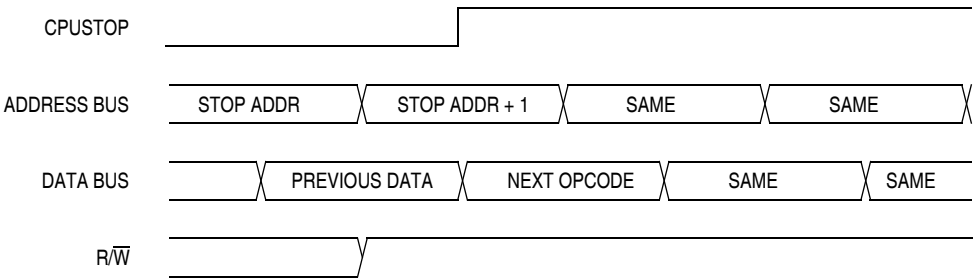 CPUSTOP
ADDRESS BUS STOP ADDR STOP ADDR + 1 SAME SAME
DATA BUS PREVIOUS DATA NEXT OPCODE SAME SAME
R/W̅